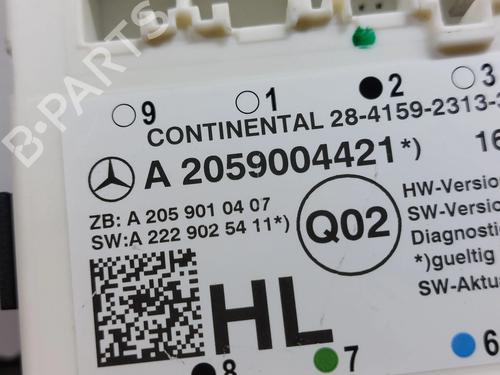 9 1 2 3
CONTINENTAL 28-4159-2313-
A 2059004421*) 16
ZB: A 205 901 04 07
SW:A 222 902 54 11*)
Q02
HW-Version
SW-Versio
Diagnosti
*)gueltig
SW-Aktu
HL
8 7 6
B-PARTS